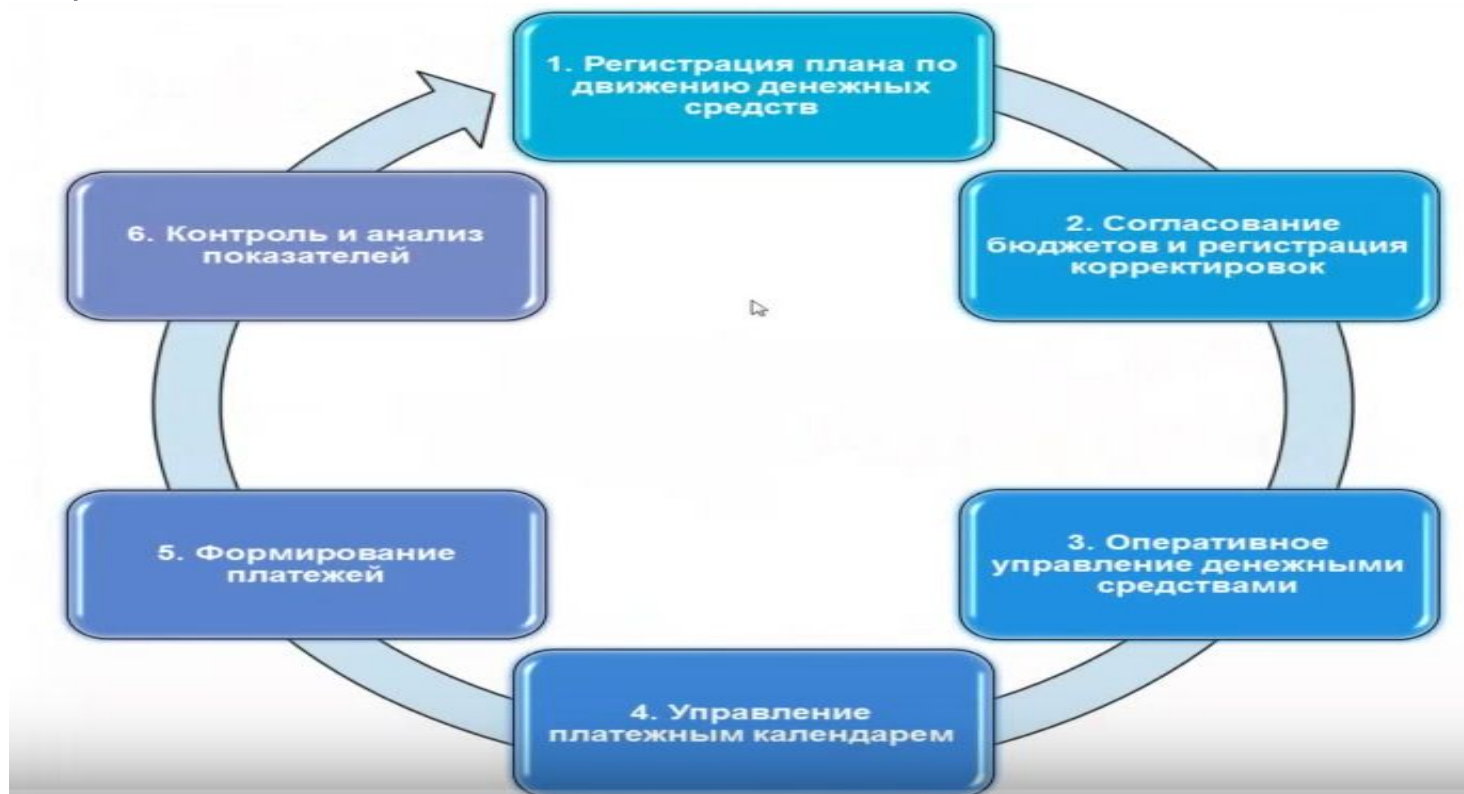 1. Регистрация плана по
движению денежных
средств
2. Согласование
бюджетов и регистрация
корректировок
3. Оперативное
управление денежными
средствами
4. Управление
платежным календарем
5. Формирование
платежей
6. Контроль и анализ
показателей